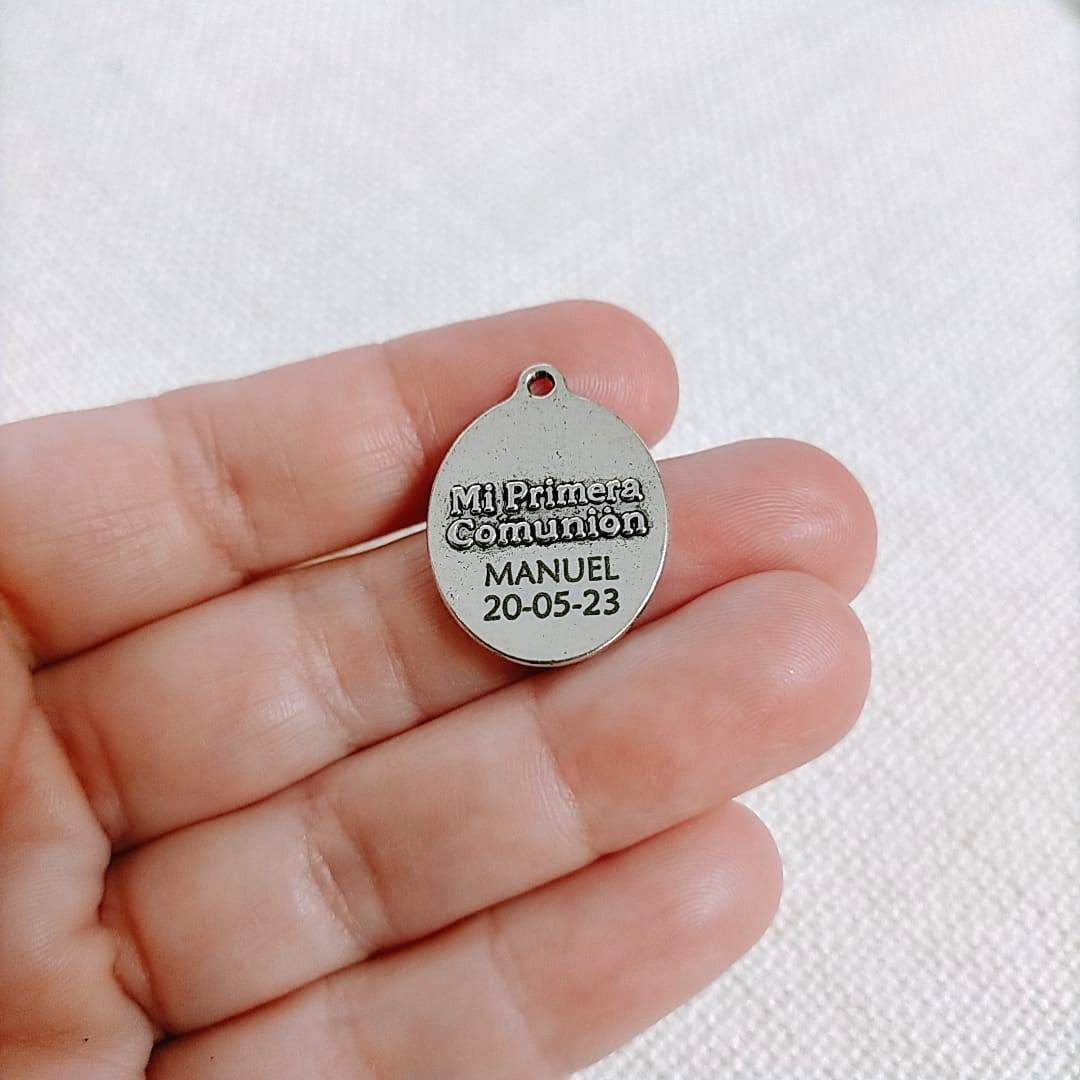 Mi Primera
Comunión
MANUEL
20-05-23